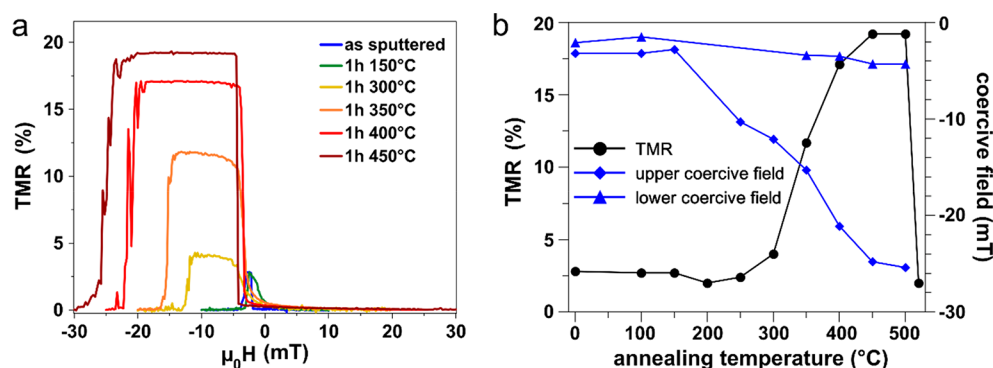 a
TMR (%)
20
15
10
5
0
-30
-20
-10
0
10
20
30
μ₀H (mT)
as sputtered
1h 150°C
1h 300°C
1h 350°C
1h 400°C
1h 450°C
b
TMR (%)
20
15
10
5
0
0
100
200
300
400
500
annealing temperature (°C)
TMR
upper coercive field
lower coercive field
0
-10
-20
-30
coercive field
(mT)